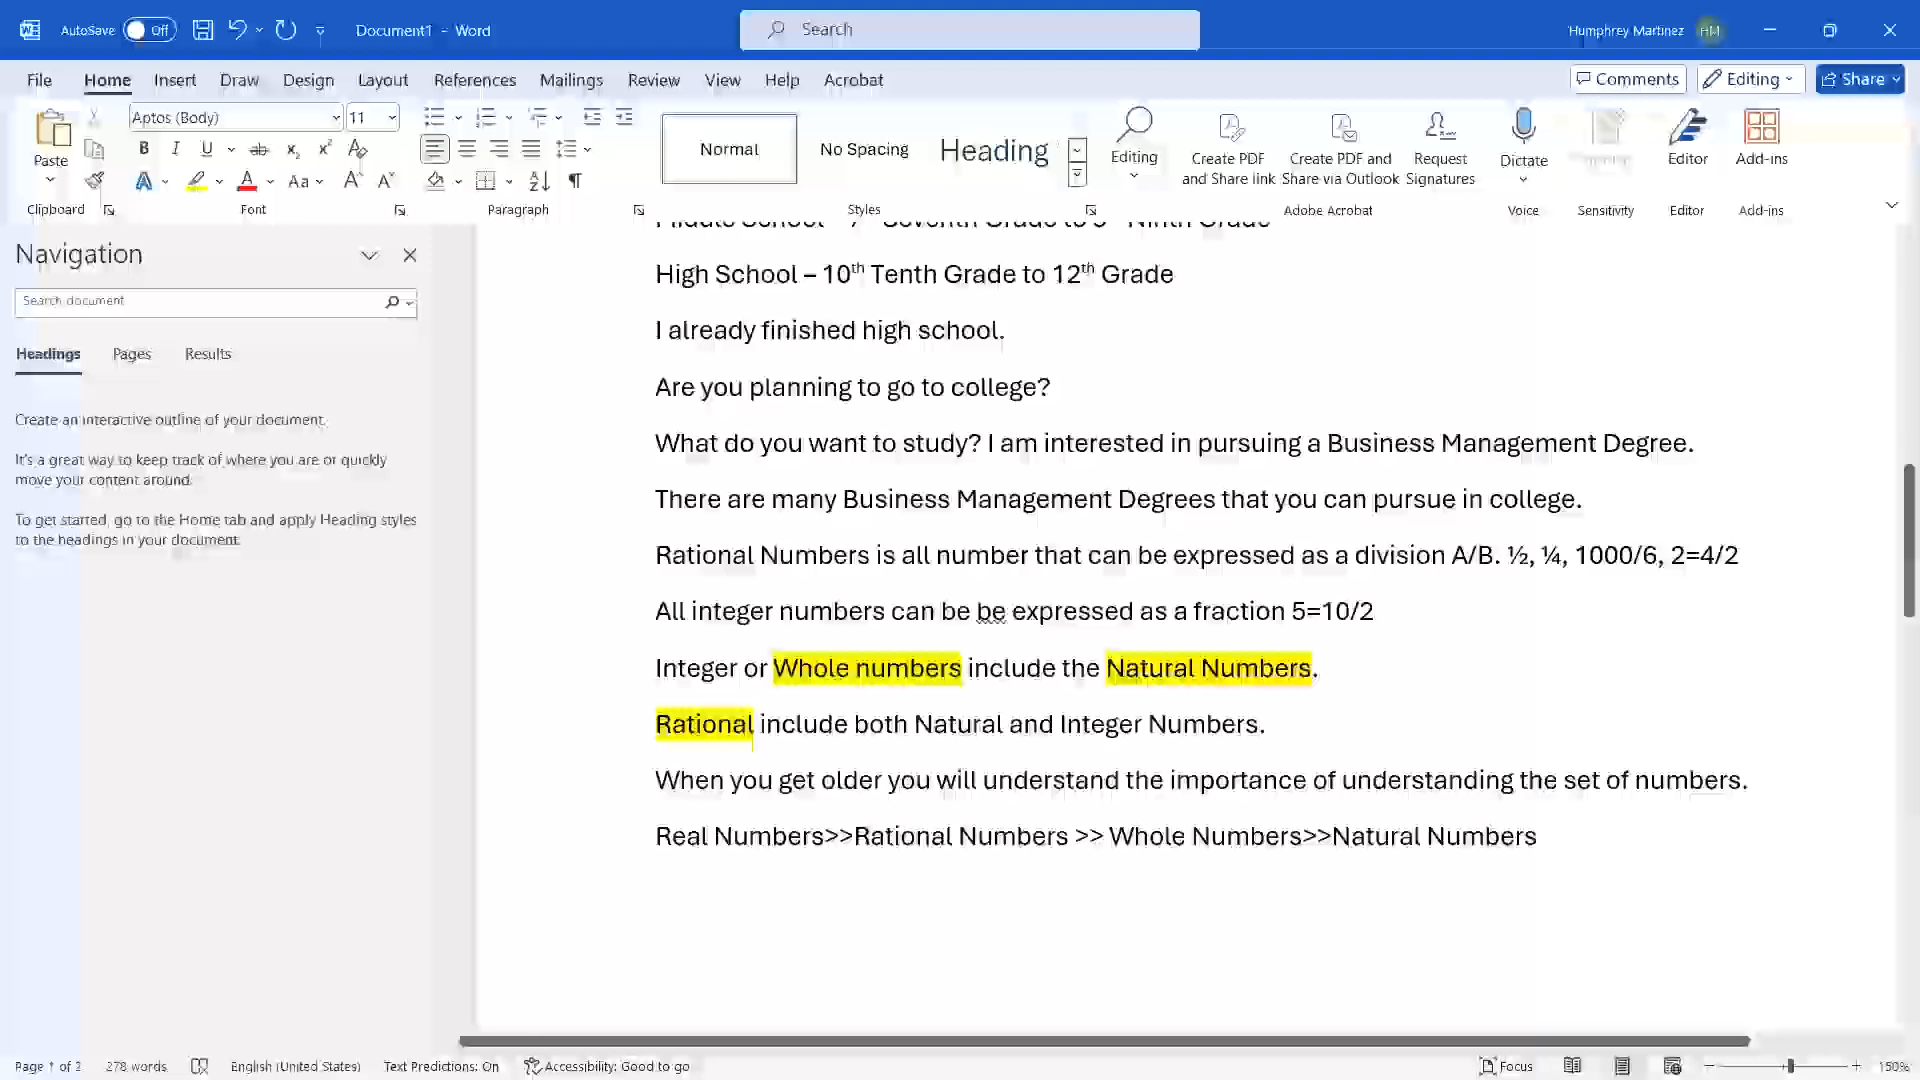 AutoSave Off Document1 - Word Search Humphrey Martinez HM
File Home Insert Draw Design Layout References Mailings Review View Help Acrobat Comments Editing Share
Paste Aptos (Body) 11 Normal No Spacing Heading Editing Create PDF and Share link Create PDF and Share via Outlook Request Signatures Dictate Editor Add-ins
Clipboard Font Paragraph Styles Adobe Acrobat Voice Sensitivity Editor Add-ins
Navigation
Search document
Headings Pages Results
Create an interactive outline of your document.
It's a great way to keep track of where you are or quickly
move your content around.
To get started, go to the Home tab and apply Heading styles
to the headings in your document.
High School – 10th Tenth Grade to 12th Grade
I already finished high school.
Are you planning to go to college?
What do you want to study? I am interested in pursuing a Business Management Degree.
There are many Business Management Degrees that you can pursue in college.
Rational Numbers is all number that can be expressed as a division A/B. ½, ¼, 1000/6, 2=4/2
All integer numbers can be be expressed as a fraction 5=10/2
Integer or Whole numbers include the Natural Numbers.
Rational include both Natural and Integer Numbers.
When you get older you will understand the importance of understanding the set of numbers.
Real Numbers>>Rational Numbers >> Whole Numbers>>Natural Numbers
Page 1 of 2 278 words English (United States) Text Predictions: On Accessibility: Good to go Focus 150%